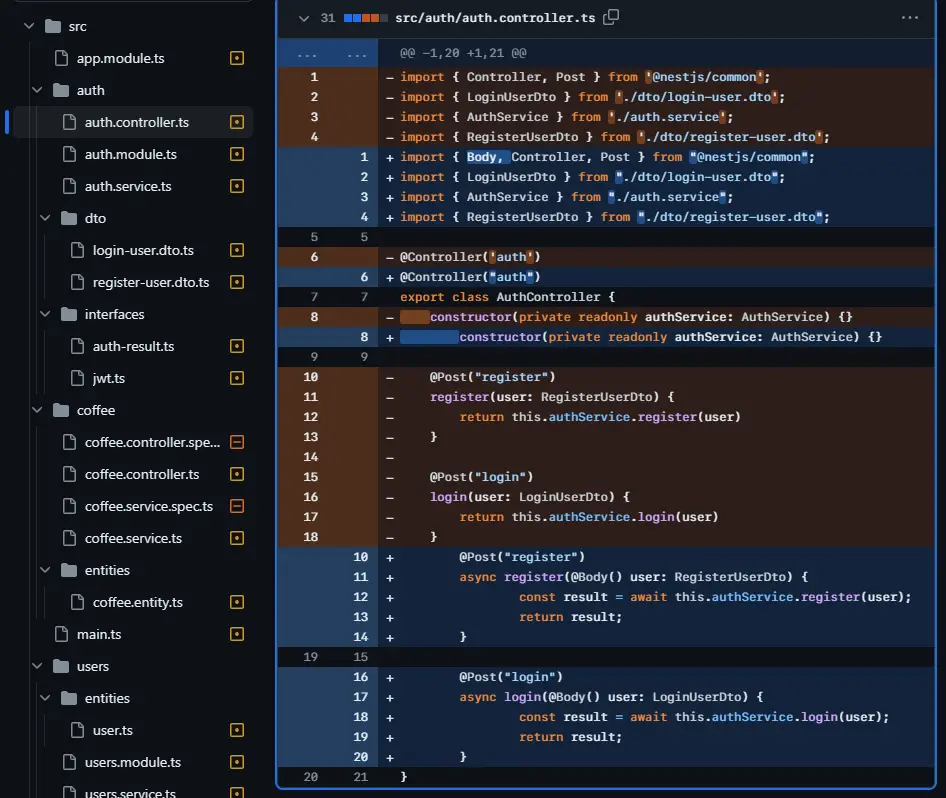 src
app.module.ts
auth
auth.controller.ts
auth.module.ts
auth.service.ts
dto
login-user.dto.ts
register-user.dto.ts
interfaces
auth-result.ts
jwt.ts
coffee
coffee.controller.spe...
coffee.controller.ts
coffee.service.spec.ts
coffee.service.ts
entities
coffee.entity.ts
main.ts
users
entities
user.ts
users.module.ts
users.service.ts
31 src/auth/auth.controller.ts ...
... ... @@ -1,20 +1,21 @@
1 - import { Controller, Post } from '@nestjs/common';
2 - import { LoginUserDto } from './dto/login-user.dto';
3 - import { AuthService } from './auth.service';
4 - import { RegisterUserDto } from './dto/register-user.dto';
1 + import { Body, Controller, Post } from "@nestjs/common";
2 + import { LoginUserDto } from "./dto/login-user.dto";
3 + import { AuthService } from "./auth.service";
4 + import { RegisterUserDto } from "./dto/register-user.dto";
5 5
6 - @Controller('auth')
6 + @Controller("auth")
7 7 export class AuthController {
8 - constructor(private readonly authService: AuthService) {}
8 + constructor(private readonly authService: AuthService) {}
9 9
10 - @Post("register")
11 - register(user: RegisterUserDto) {
12 - return this.authService.register(user)
13 - }
14 -
15 - @Post("login")
16 - login(user: LoginUserDto) {
17 - return this.authService.login(user)
18 - }
10 + @Post("register")
11 + async register(@Body() user: RegisterUserDto) {
12 + const result = await this.authService.register(user);
13 + return result;
14 + }
19 15
16 + @Post("login")
17 + async login(@Body() user: LoginUserDto) {
18 + const result = await this.authService.login(user);
19 + return result;
20 + }
20 21 }